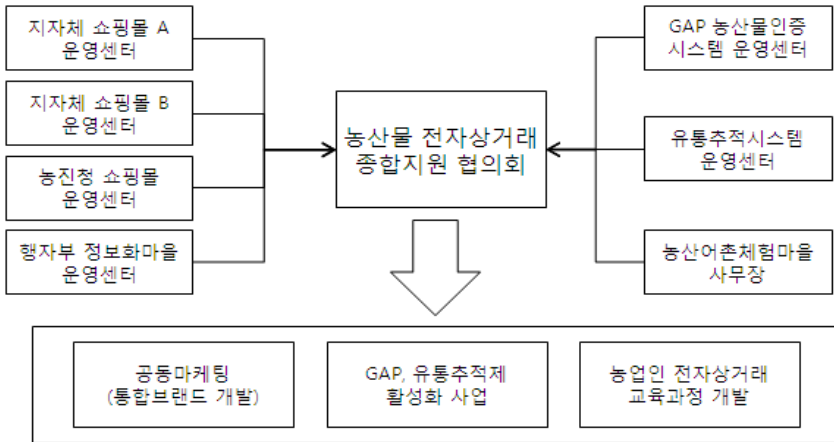 지자체 쇼핑몰 A
운영센터
지자체 쇼핑몰 B
운영센터
농진청 쇼핑몰
운영센터
행자부 정보화마을
운영센터
농산물 전자상거래
종합지원 협의회
GAP 농산물인증
시스템 운영센터
유통추적시스템
운영센터
농산어촌체험마을
사무장
공동마케팅
(통합브랜드 개발)
GAP, 유통추적제
활성화 사업
농업인 전자상거래
교육과정 개발